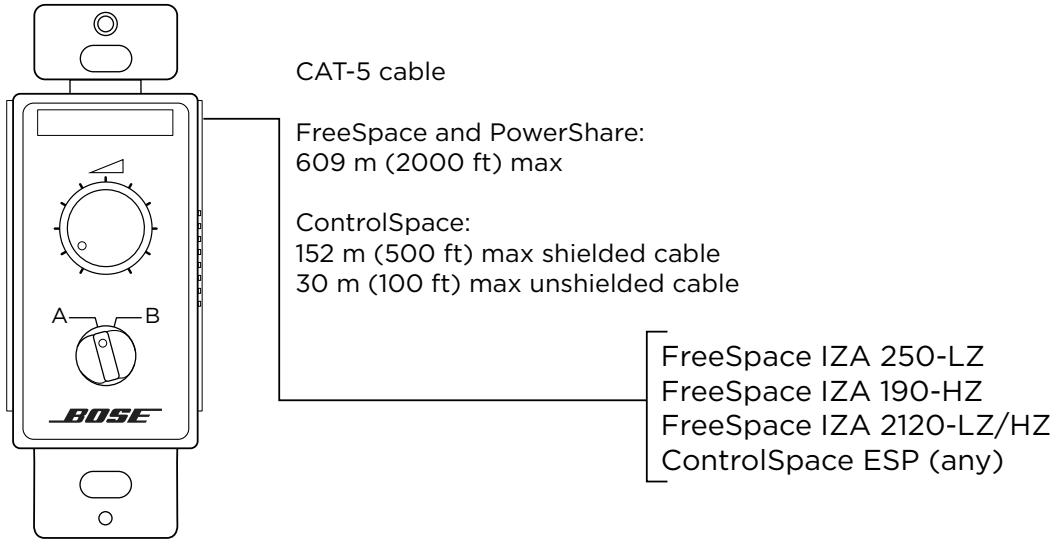 CAT-5 cable
FreeSpace and PowerShare:
609 m (2000 ft) max
ControlSpace:
152 m (500 ft) max shielded cable
30 m (100 ft) max unshielded cable
A B
BOSE
FreeSpace IZA 250-LZ
FreeSpace IZA 190-HZ
FreeSpace IZA 2120-LZ/HZ
ControlSpace ESP (any)